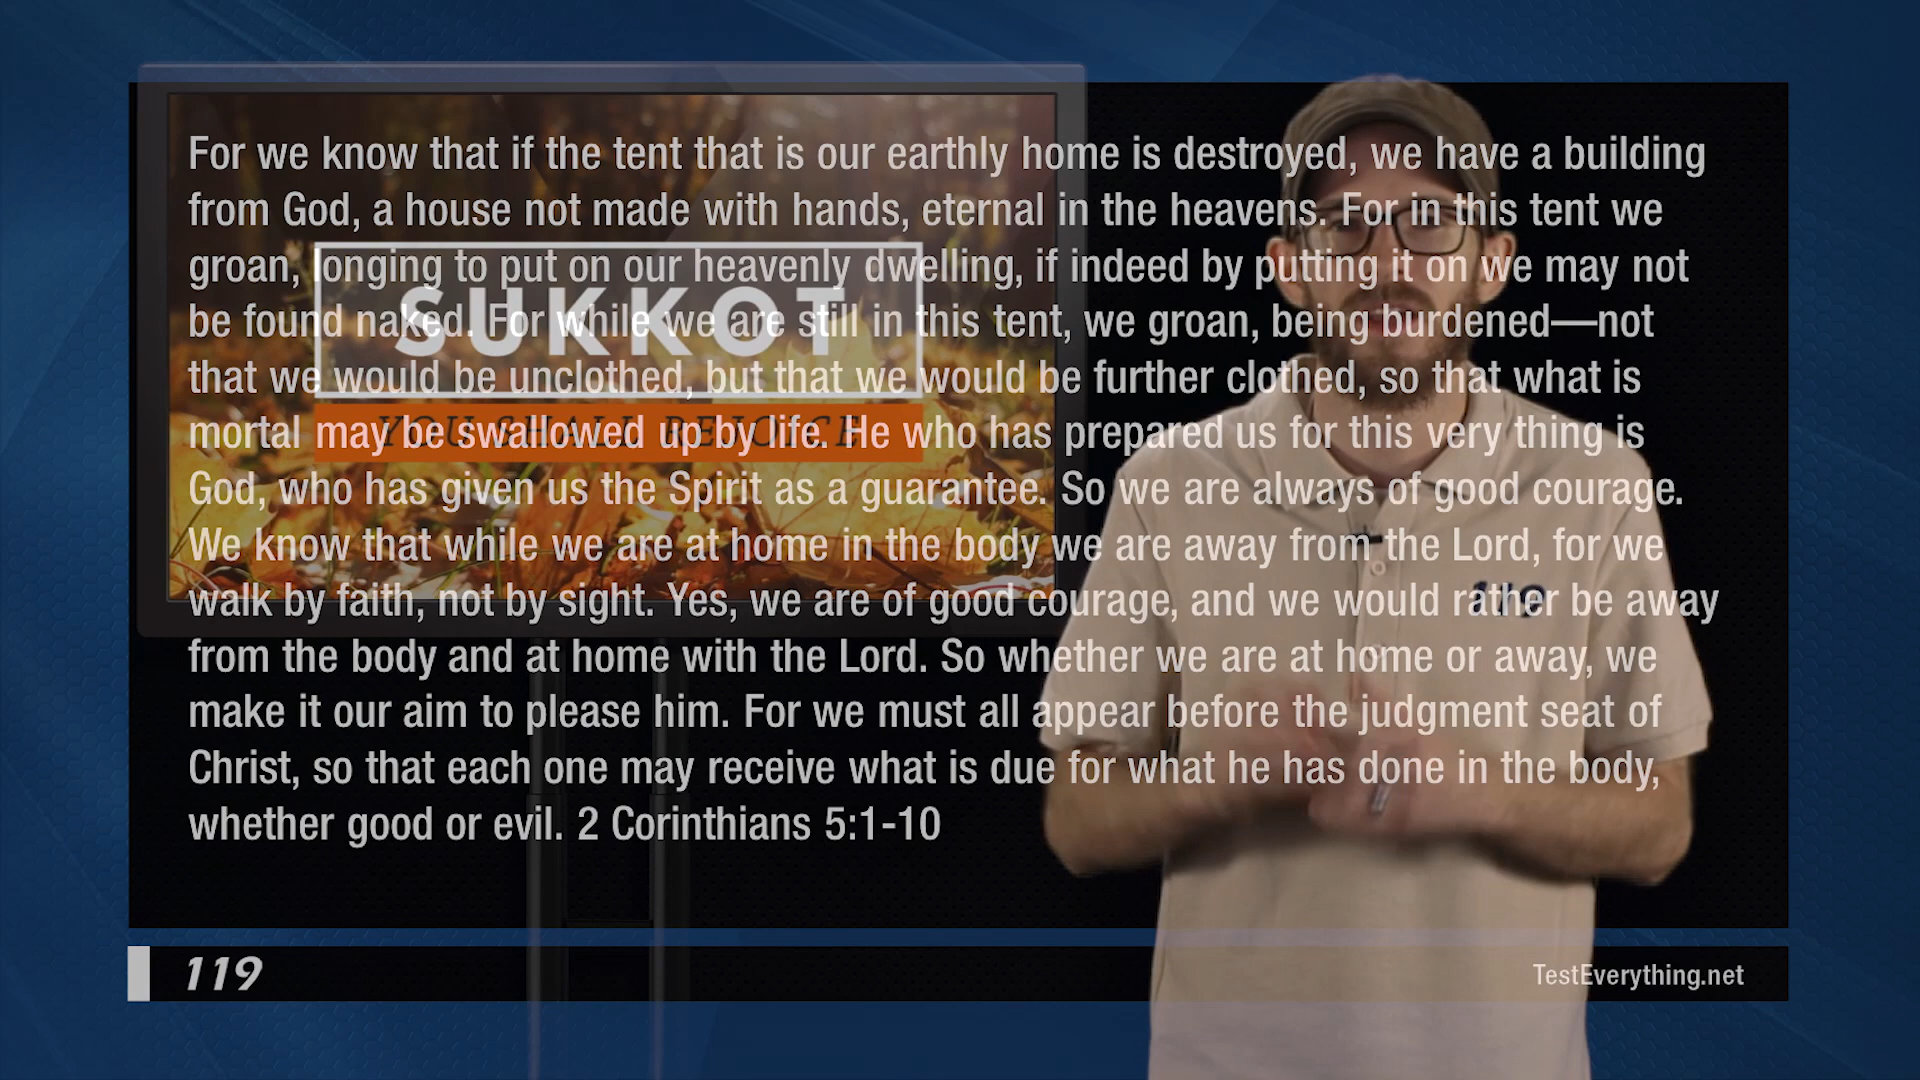 For we know that if the tent that is our earthly home is destroyed, we have a building
from God, a house not made with hands, eternal in the heavens. For in this tent we
groan, longing to put on our heavenly dwelling, if indeed by putting it on we may not
be found naked. For while we are still in this tent, we groan, being burdened—not
that we would be unclothed, but that we would be further clothed, so that what is
mortal may be swallowed up by life. He who has prepared us for this very thing is
God, who has given us the Spirit as a guarantee. So we are always of good courage.
We know that while we are at home in the body we are away from the Lord, for we
walk by faith, not by sight. Yes, we are of good courage, and we would rather be away
from the body and at home with the Lord. So whether we are at home or away, we
make it our aim to please him. For we must all appear before the judgment seat of
Christ, so that each one may receive what is due for what he has done in the body,
whether good or evil. 2 Corinthians 5:1-10
SUKKOT
YOU SHALL REJOICE
119
119
TestEverything.net